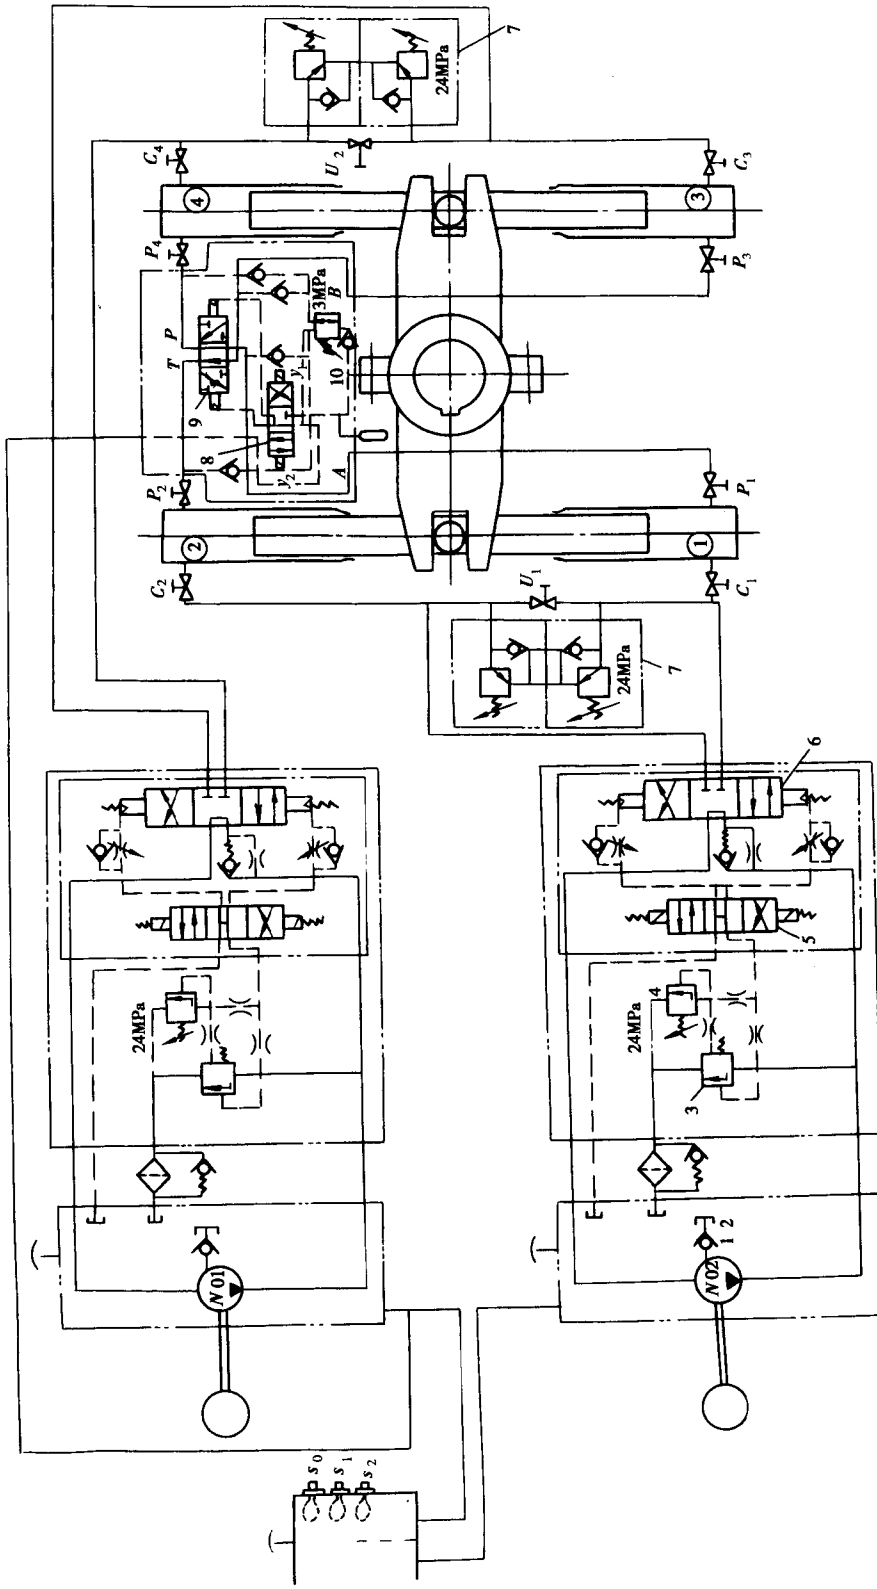 7
24MPa
C₄
U₂
C₃
④
③
P₄
P₃
P
T
9
3MPa
B
y₁
10
8
y₂
A
P₂
P₁
②
①
C₂
U₁
C₁
24MPa
7
6
5
24MPa
24MPa
4
3
1 2
N01
N02
s₀
s₁
s₂